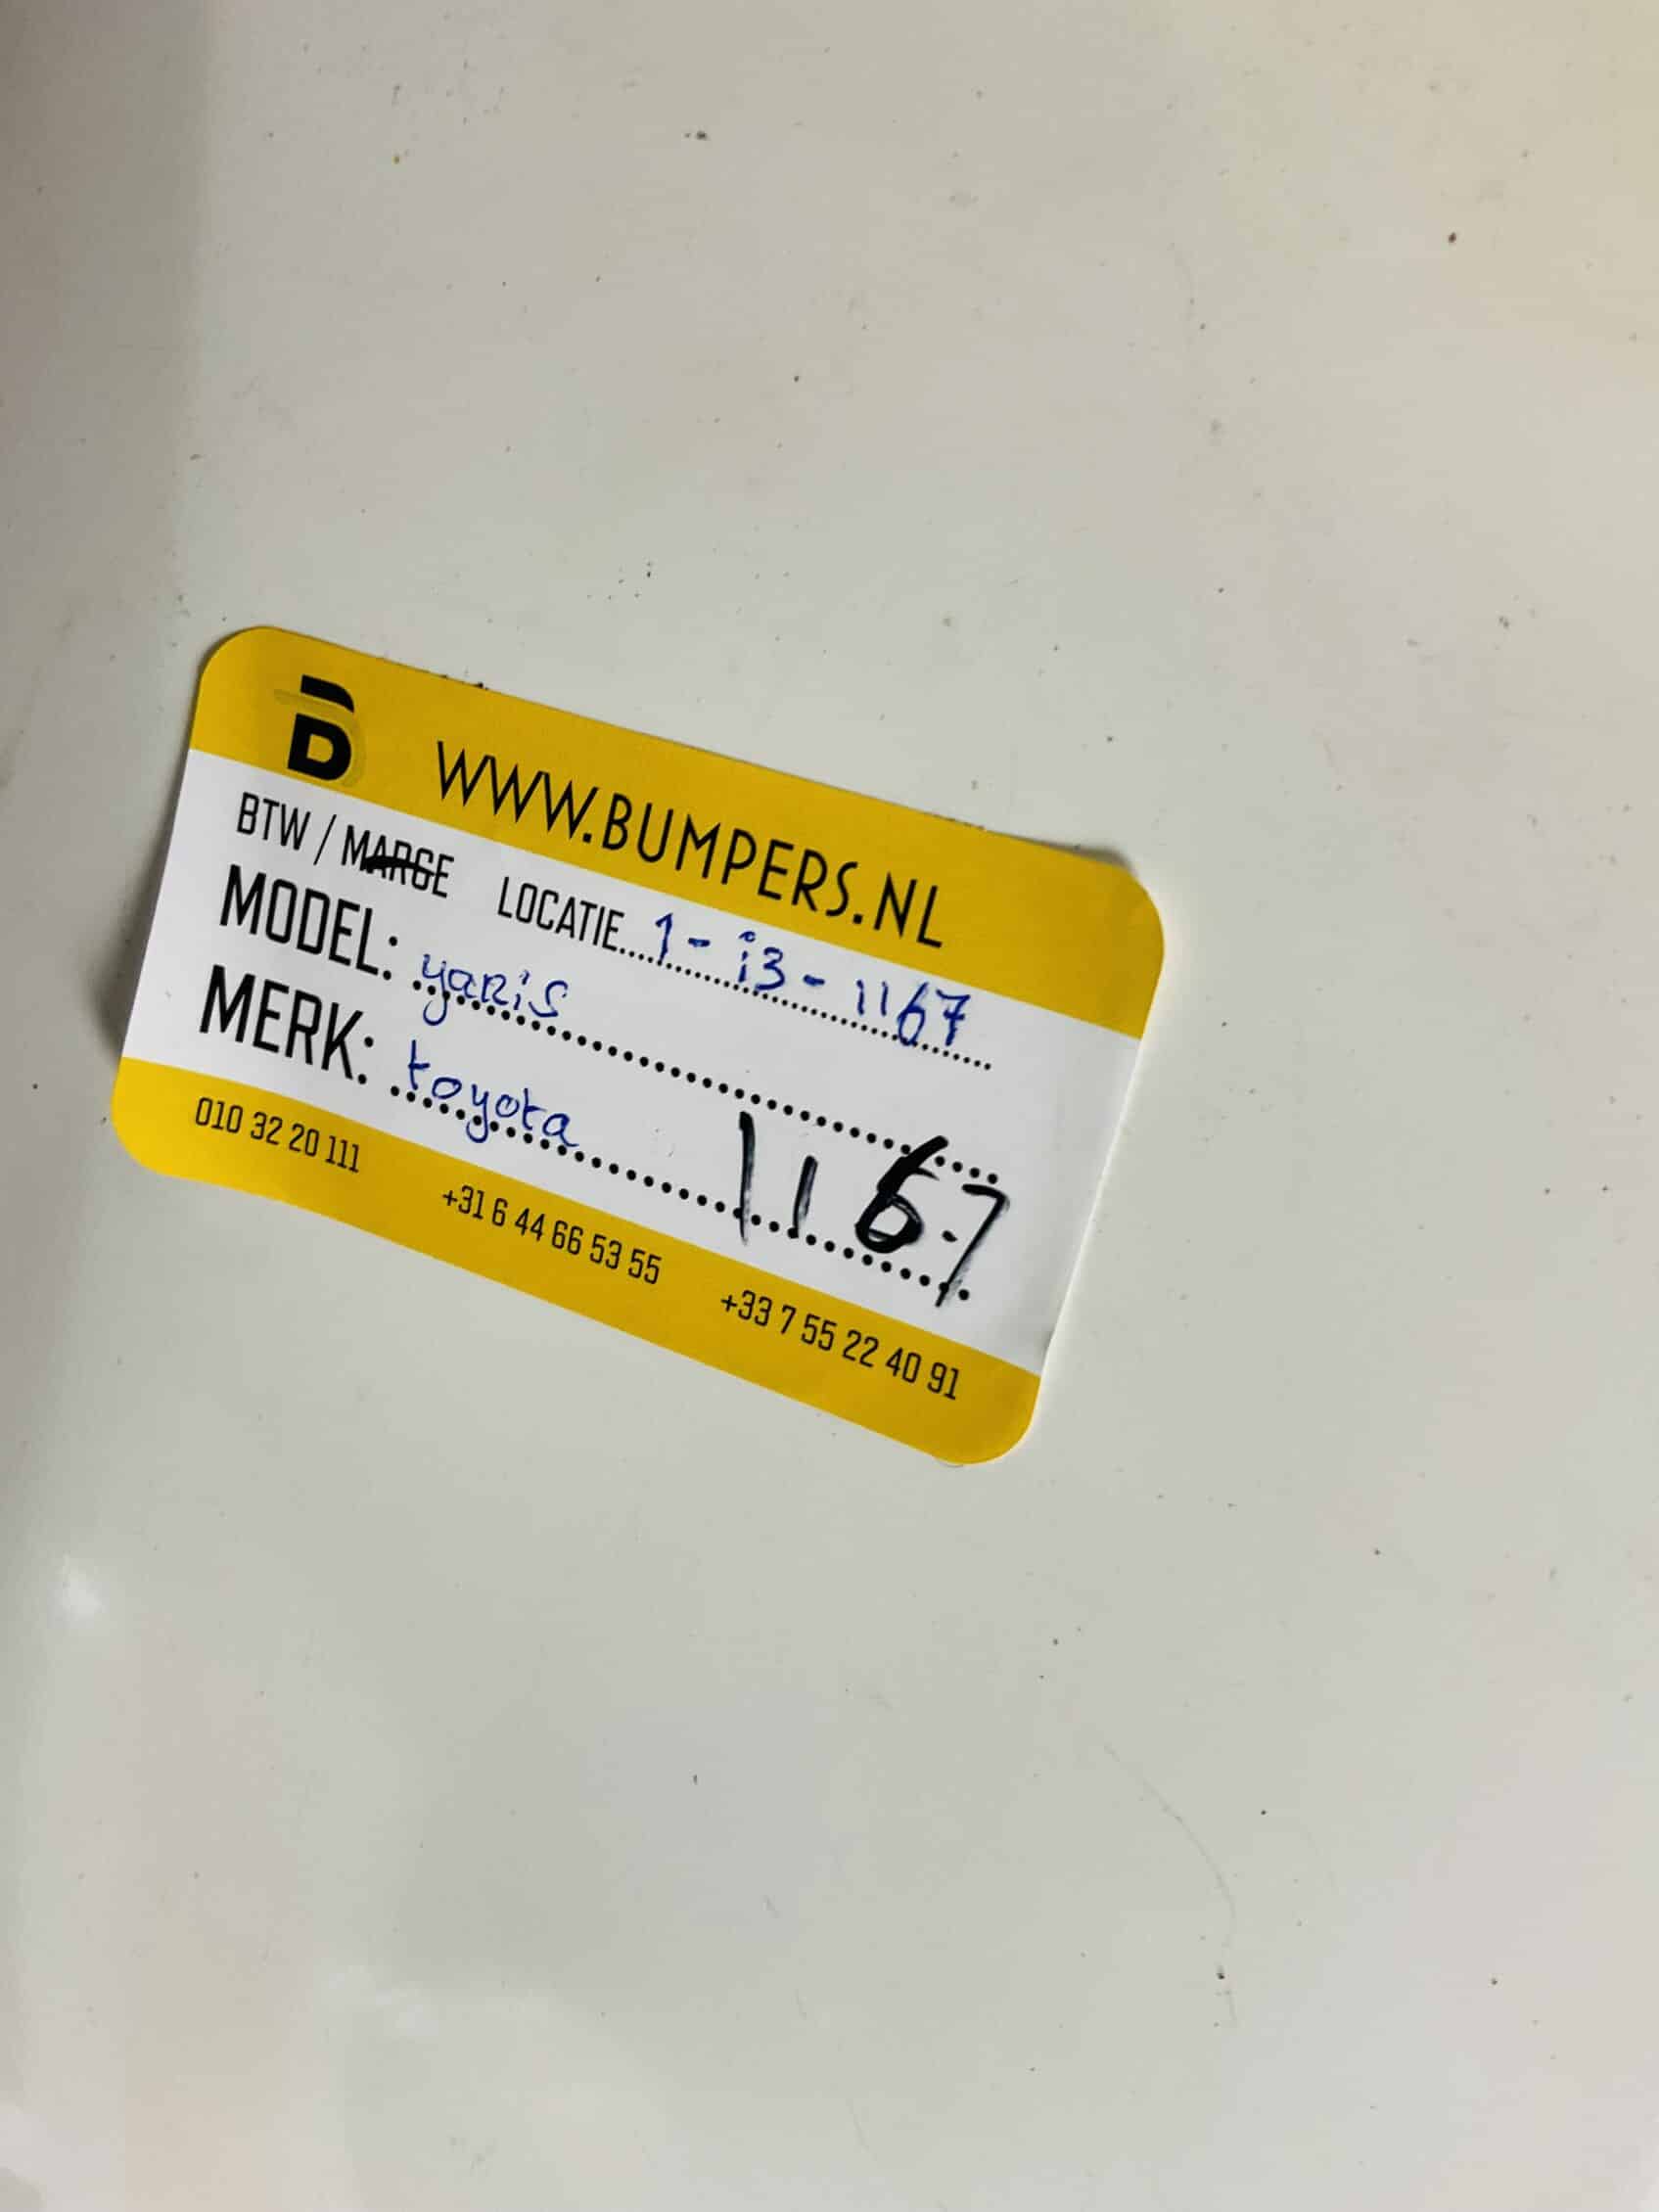 B WWW.BUMPERS.NL
BTW / MARGE LOCATIE 1-i3-1167
MODEL: yaris
MERK: toyota 1167
010 32 20 111 +31 6 44 66 53 55 +33 7 55 22 40 91